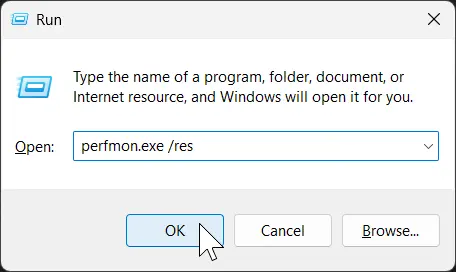 Run
Type the name of a program, folder, document, or
Internet resource, and Windows will open it for you.
Open: perfmon.exe /res
OK Cancel Browse...